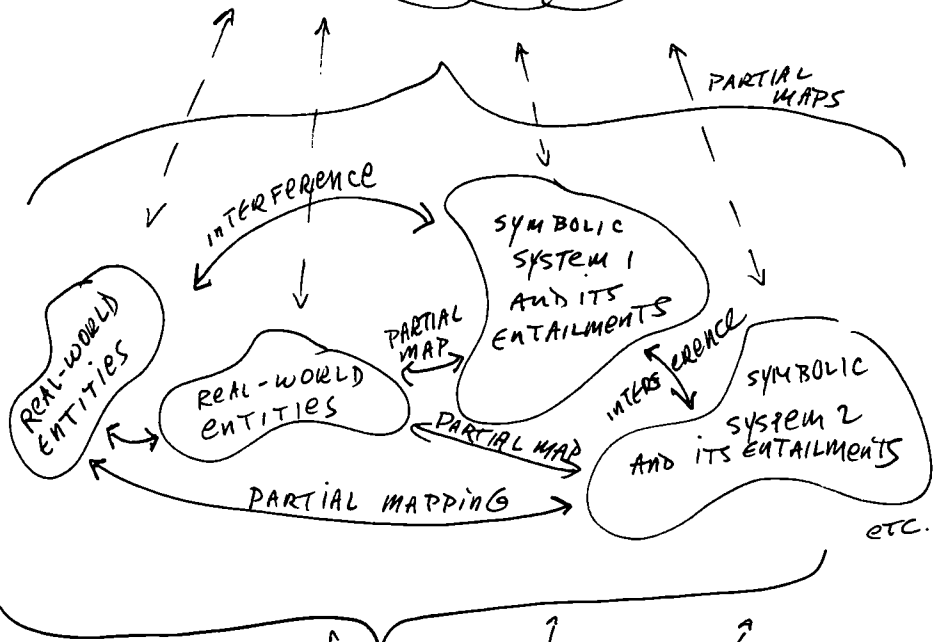 PARTIAL
MAPS
INTERFERENCE
SYMBOLIC
SYSTEM 1
AND ITS
ENTAILMENTS
REAL-WORLD
ENTITIES
PARTIAL
MAP
REAL-WORLD
ENTITIES
INTERFERENCE
SYMBOLIC
SYSTEM 2
AND ITS ENTAILMENTS
PARTIAL MAP
PARTIAL MAPPING
ETC.